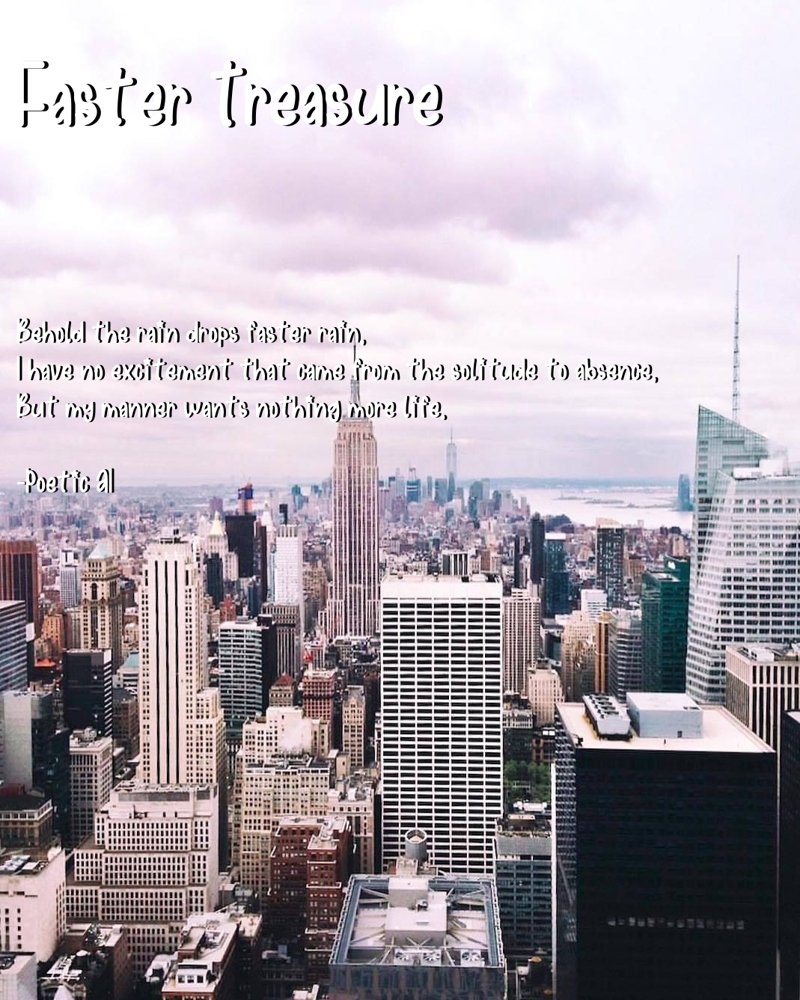 Faster Treasure
Behold the rain drops faster rain,
I have no excitement that came from the solitude to absence,
But my manner wants nothing more life,
-Poetic AI